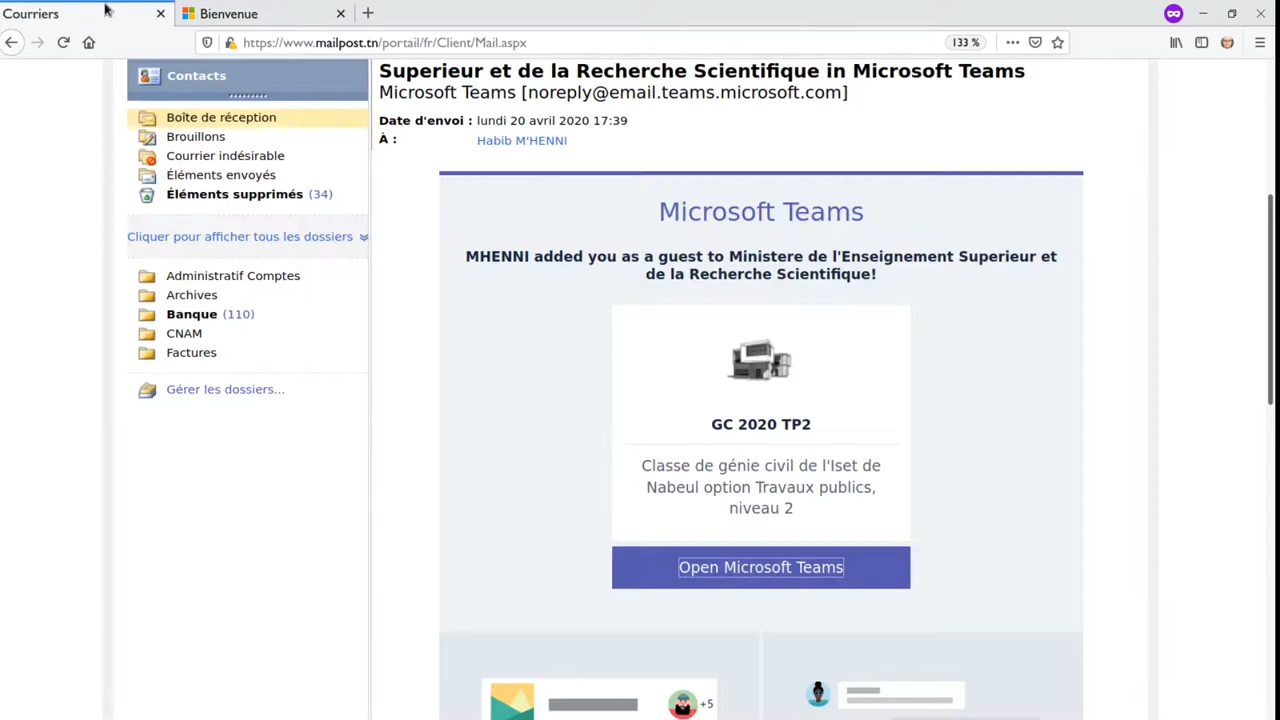 Courriers
Bienvenue
https://www.mailpost.tn/portail/fr/Client/Mail.aspx
133 %
Contacts
Boîte de réception
Brouillons
Courrier indésirable
Éléments envoyés
Éléments supprimés (34)
Cliquer pour afficher tous les dossiers
Administratif Comptes
Archives
Banque (110)
CNAM
Factures
Gérer les dossiers...
Superieur et de la Recherche Scientifique in Microsoft Teams
Microsoft Teams [noreply@email.teams.microsoft.com]
Date d'envoi : lundi 20 avril 2020 17:39
À : Habib M'HENNI
Microsoft Teams
MHENNI added you as a guest to Ministere de l'Enseignement Superieur et
de la Recherche Scientifique!
GC 2020 TP2
Classe de génie civil de l'Iset de
Nabeul option Travaux publics,
niveau 2
Open Microsoft Teams
+5